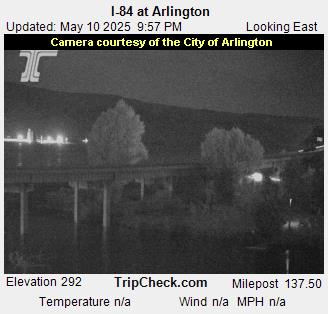 I-84 at Arlington
Updated: May 10 2025 9:57 PM Looking East
Camera courtesy of the City of Arlington
Elevation 292 TripCheck.com Milepost 137.50
Temperature n/a Wind n/a MPH n/a